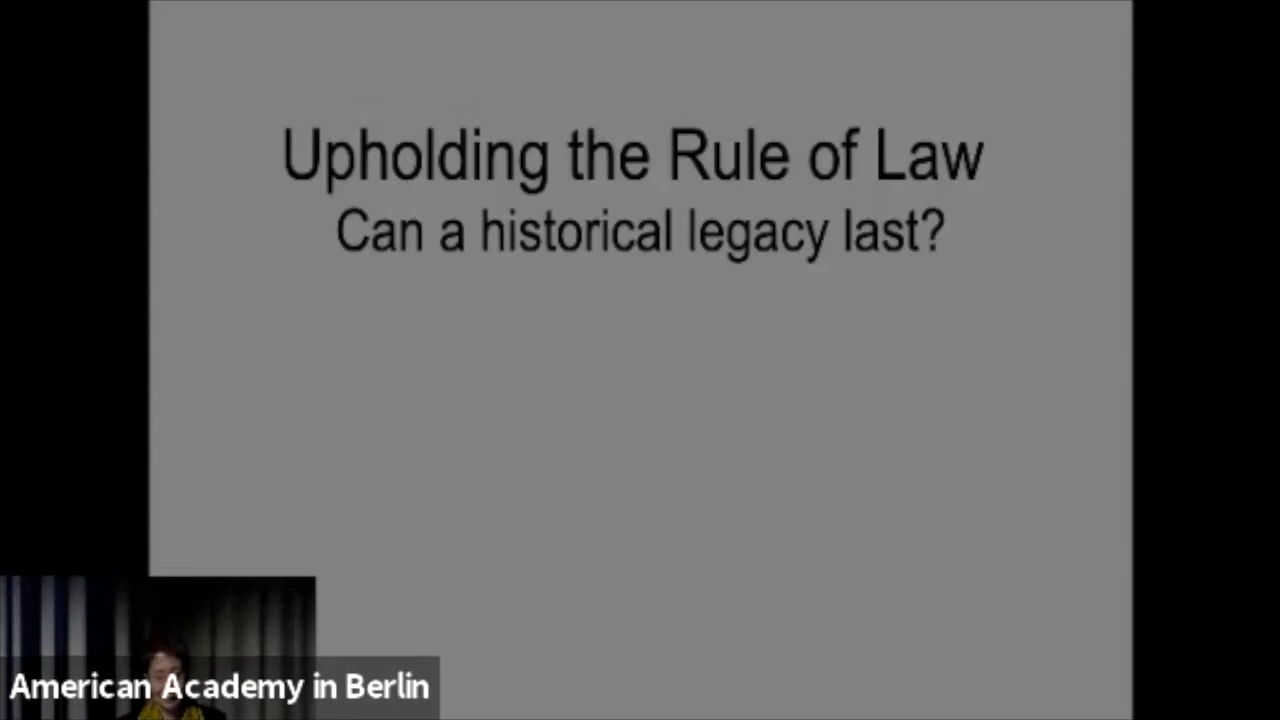 Upholding the Rule of Law
Can a historical legacy last?
American Academy in Berlin